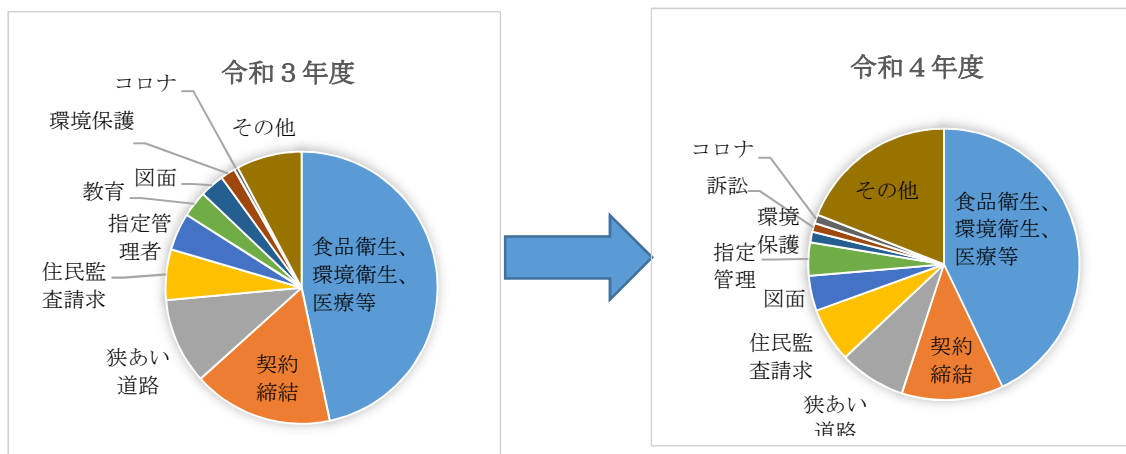 令和３年度
コロナ
環境保護
その他
図面
教育
指定管
理者
住民監
査請求
狭あい
道路
契約
締結
食品衛生、
環境衛生、
医療等
令和４年度
コロナ
訴訟
環境
保護
指定
管理
図面
住民監
査請求
狭あい
道路
契約
締結
その他
食品衛生、
環境衛生、
医療等